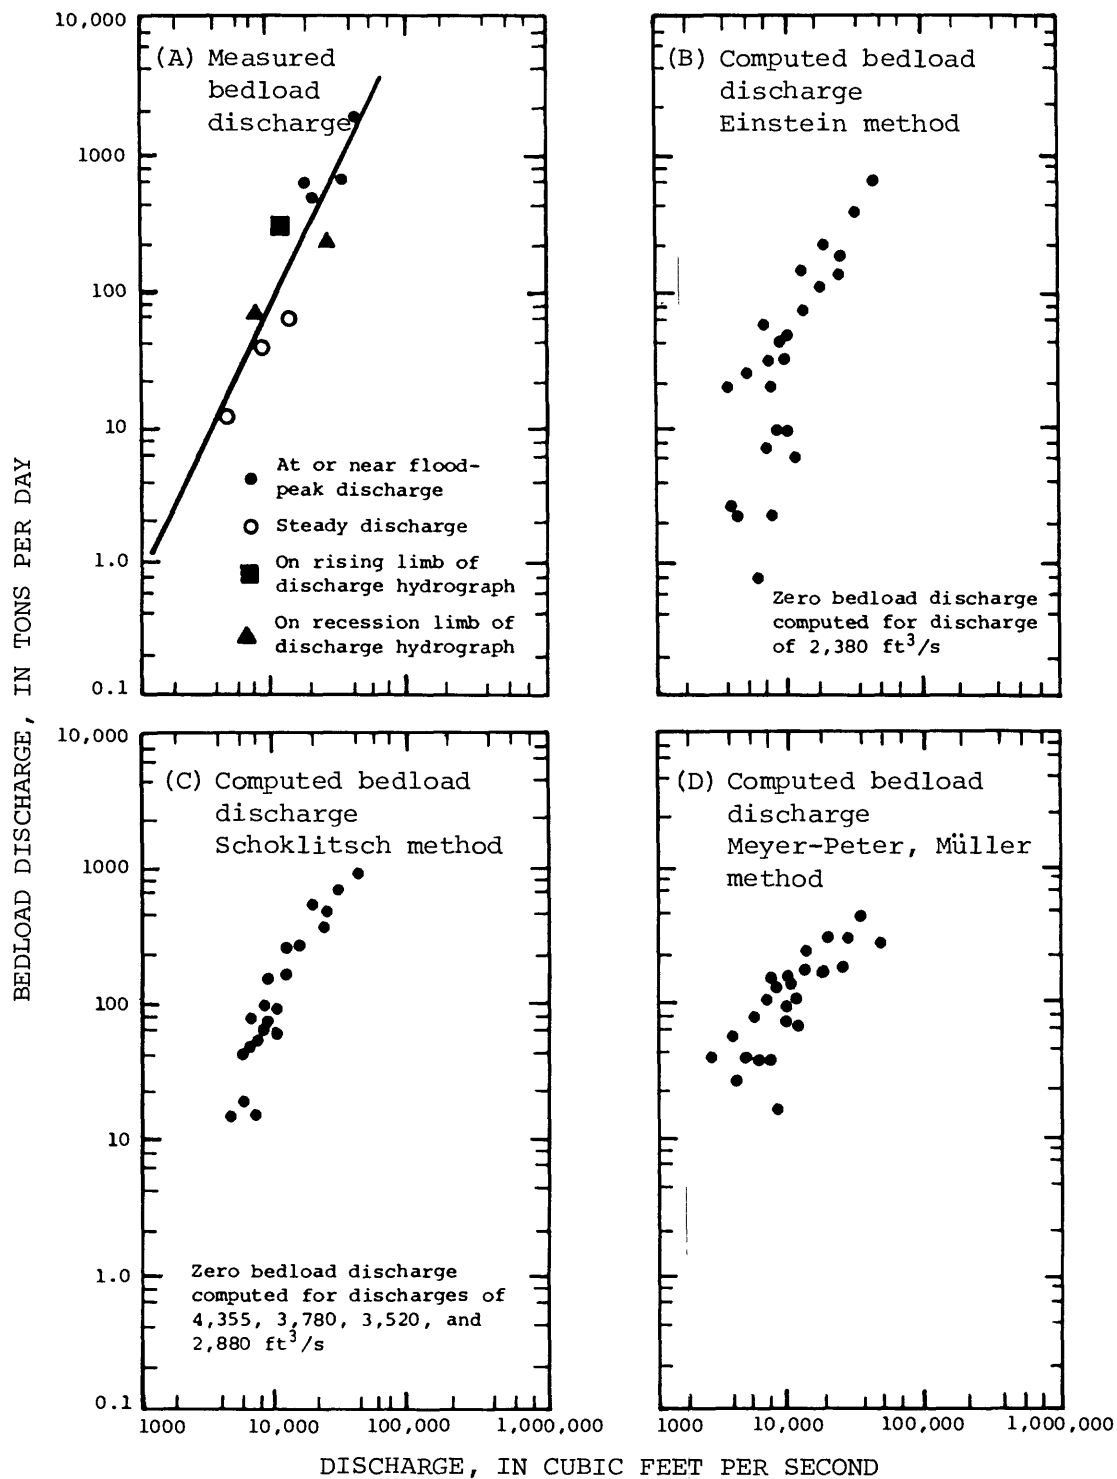 BEDLOAD DISCHARGE, IN TONS PER DAY
10,000
1000
100
10
1.0
0.1
(A) Measured
bedload
discharge
At or near flood-
peak discharge
Steady discharge
On rising limb of
discharge hydrograph
On recession limb of
discharge hydrograph
(B) Computed bedload
discharge
Einstein method
Zero bedload discharge
computed for discharge
of 2,380 ft³/s
10,000
1000
100
10
1.0
0.1
(C) Computed bedload
discharge
Schoklitsch method
Zero bedload discharge
computed for discharges of
4,355, 3,780, 3,520, and
2,880 ft³/s
1000 10,000 100,000 1,000,000
(D) Computed bedload
discharge
Meyer-Peter, Müller
method
1000 10,000 100,000 1,000,000
DISCHARGE, IN CUBIC FEET PER SECOND